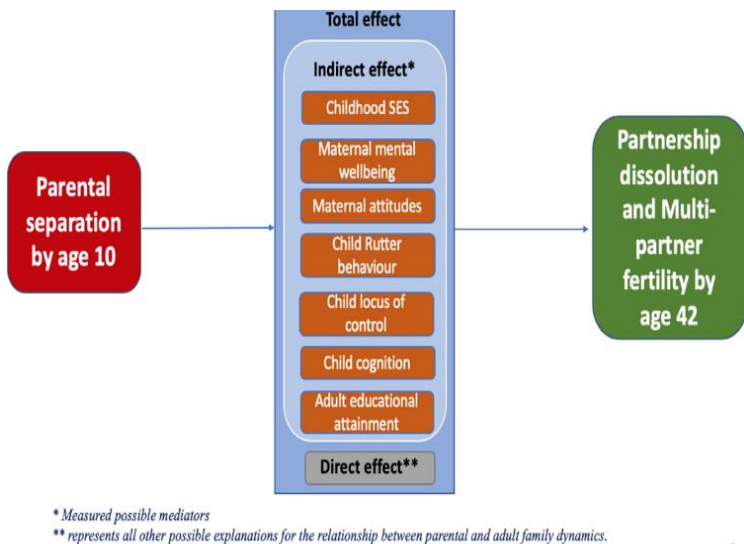 Total effect
Indirect effect*
Childhood SES
Maternal mental
wellbeing
Maternal attitudes
Child Rutter
behaviour
Child locus of
control
Child cognition
Adult educational
attainment
Direct effect**
Parental
separation
by age 10
Partnership
dissolution
and Multi-
partner
fertility by
age 42
* Measured possible mediators
** represents all other possible explanations for the relationship between parental and adult family dynamics.